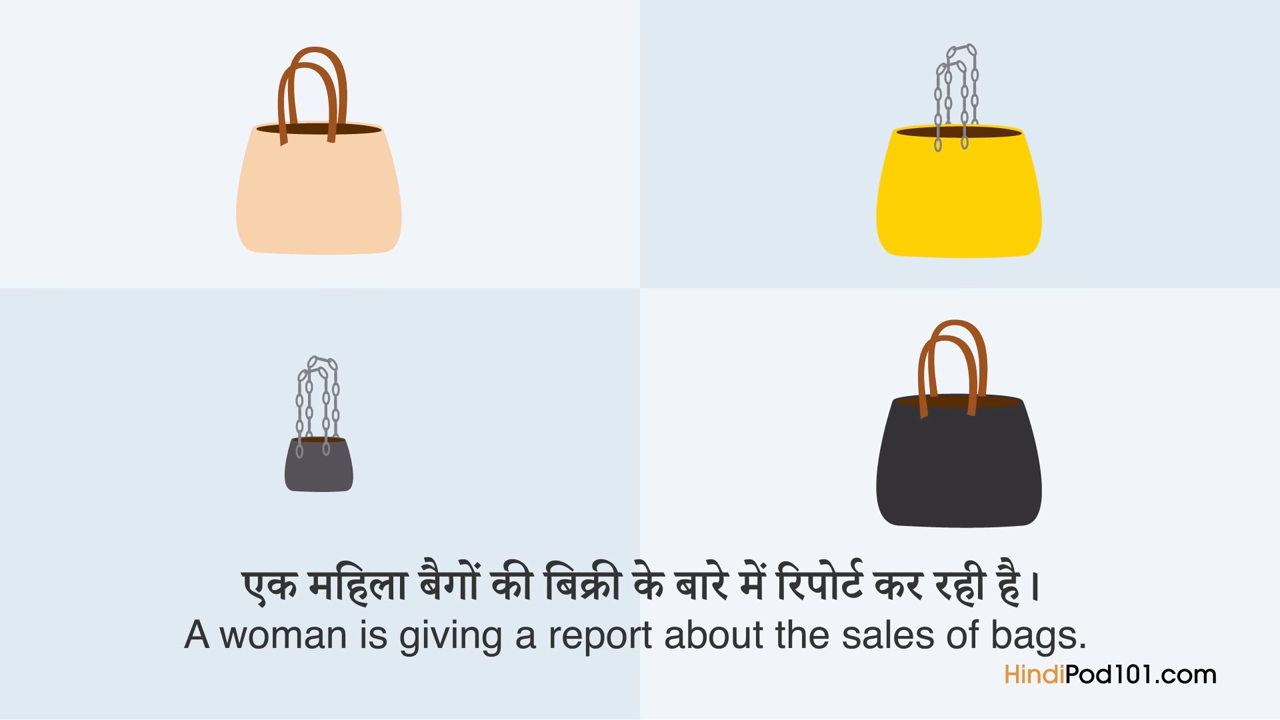 एक महिला बैगों की बिक्री के बारे में रिपोर्ट कर रही है।
A woman is giving a report about the sales of bags.
HindiPod101.com